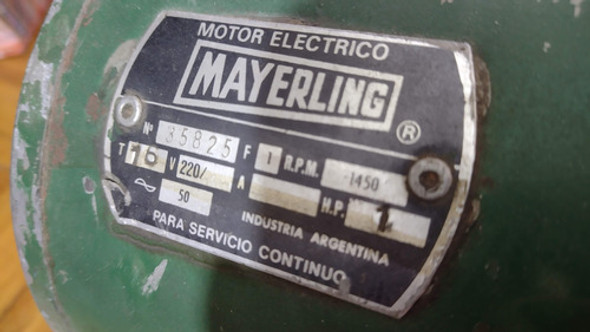 MOTOR ELECTRICO
MAYERLING ®
Nº 35825 F 1 R.P.M. 1450
T 16 V 220/ A H.P. 1
50
INDUSTRIA ARGENTINA
PARA SERVICIO CONTINUO